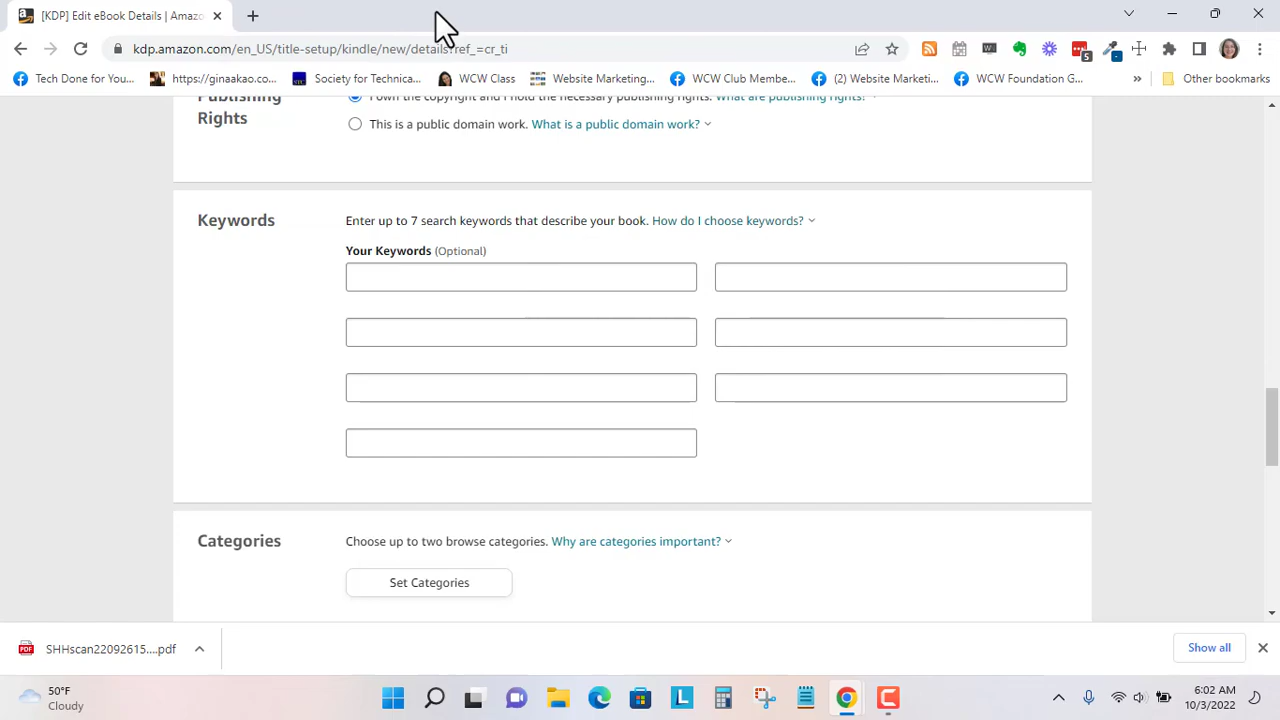 [KDP] Edit eBook Details | Amazo
kdp.amazon.com/en_US/title-setup/kindle/new/details?ref_=cr_ti
5
Tech Done for You...
https://ginaakao.co...
Society for Technica...
WCW Class
Website Marketing...
WCW Club Membe...
(2) Website Marketi...
WCW Foundation G...
»
Other bookmarks
Publishing
Rights
I own the copyright and I hold the necessary publishing rights. What are publishing rights?
This is a public domain work. What is a public domain work?
Keywords
Enter up to 7 search keywords that describe your book. How do I choose keywords?
Your Keywords (Optional)
Categories
Choose up to two browse categories. Why are categories important?
Set Categories
PDF
SHHscan22092615....pdf
Show all
50°F
Cloudy
L
6:02 AM
10/3/2022